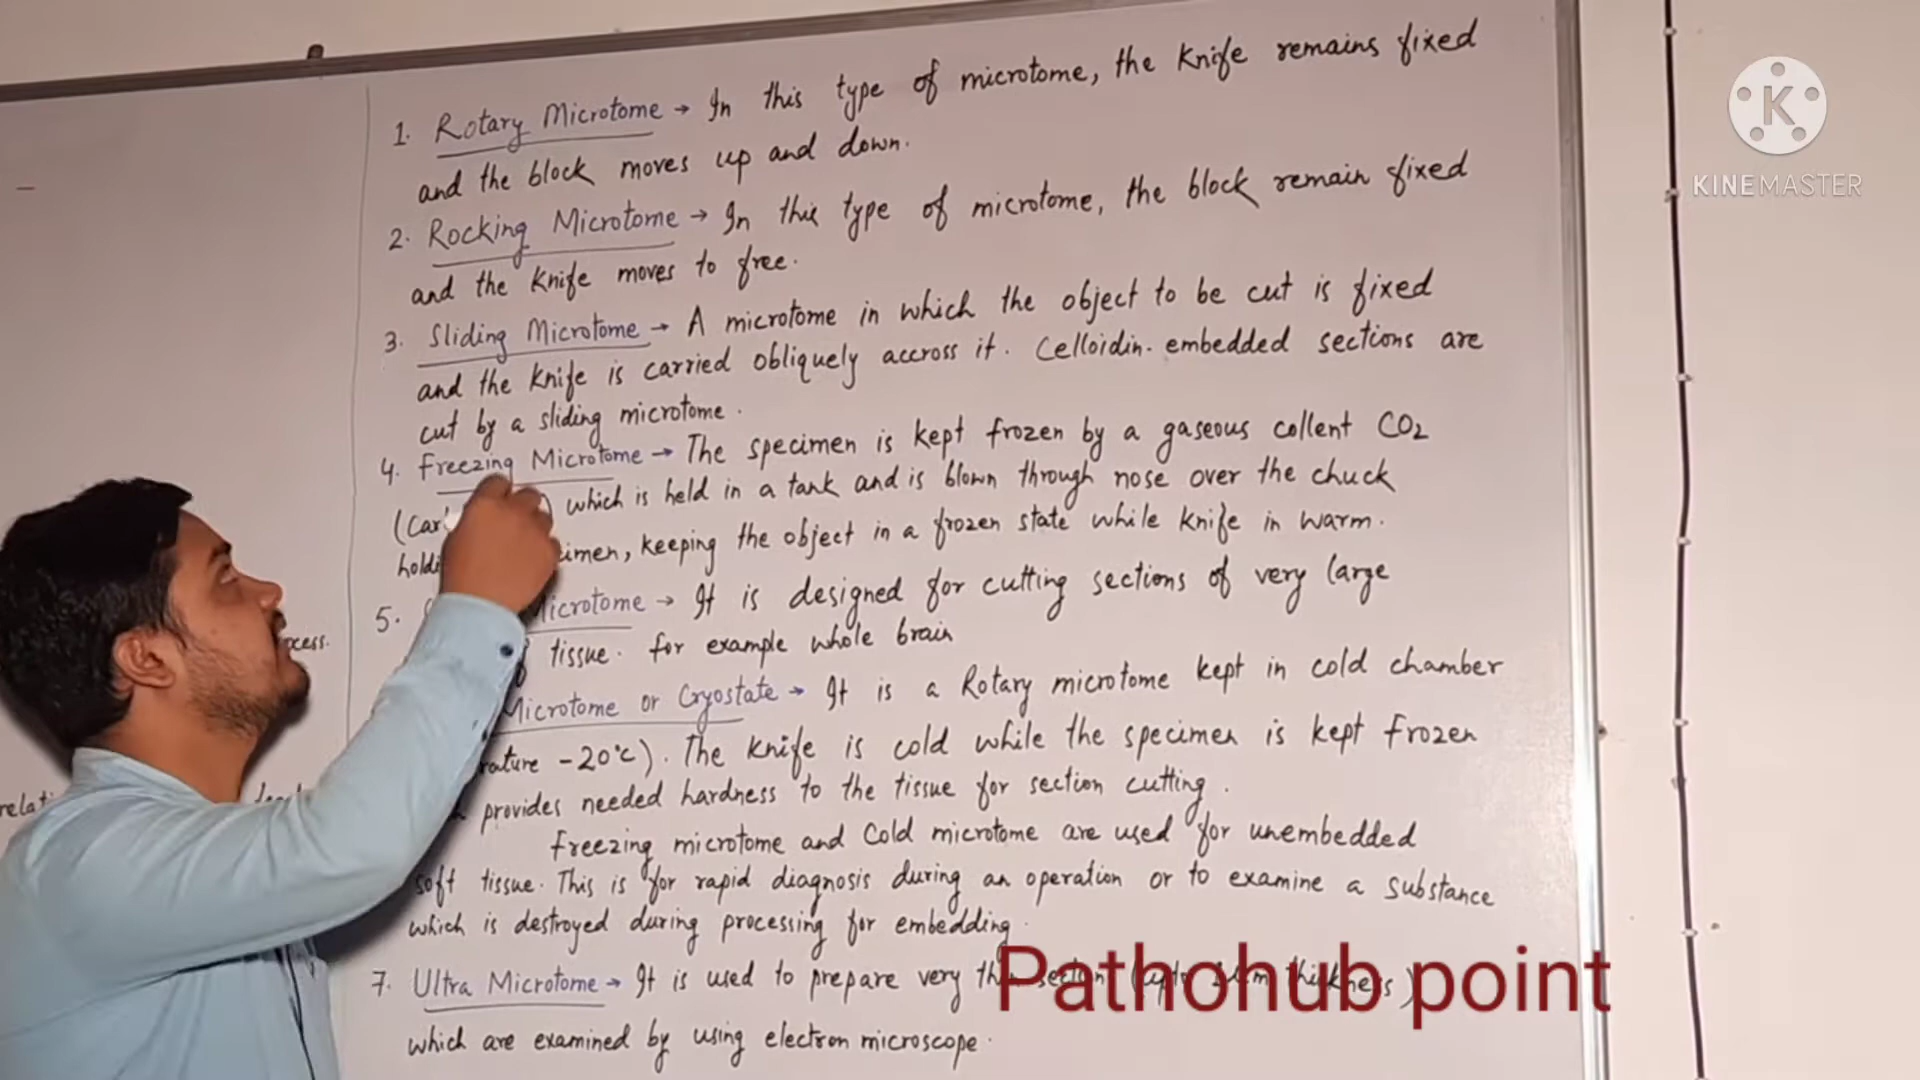 1. Rotary Microtome → In this type of microtome, the knife remains fixed
and the block moves up and down.
2. Rocking Microtome → In this type of microtome, the block remain fixed
and the knife moves to free.
3. Sliding Microtome → A microtome in which the object to be cut is fixed
and the knife is carried obliquely accross it. Celloidin-embedded sections are
cut by a sliding microtome.
4. Freezing Microtome → The specimen is kept frozen by a gaseous collent CO2
(Car which is held in a tank and is blown through nose over the chuck
holdi cimen, keeping the object in a frozen state while knife in warm.
5. Microtome → It is designed for cutting sections of very large
tissue. for example whole brain
Microtome or Cryostate → It is a Rotary microtome kept in cold chamber
rature -20°C). The knife is cold while the specimen is kept frozen
provides needed hardness to the tissue for section cutting.
freezing microtome and Cold microtome are used for unembedded
soft tissue. This is for rapid diagnosis during an operation or to examine a substance
which is destroyed during processing for embedding.
7. Ultra Microtome → It is used to prepare very thin section thikness)
which are examined by using electron microscope.
ocess.
relati
K
KINEMASTER
Pathohub point